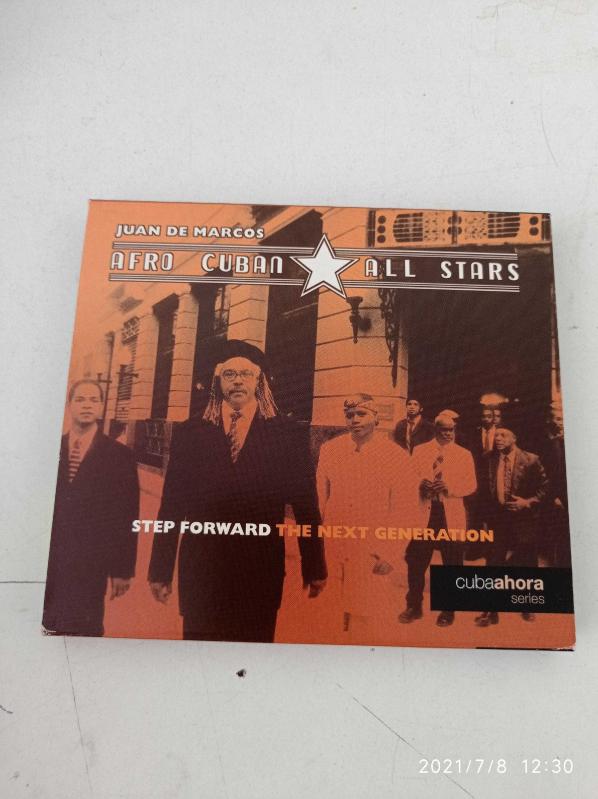 JUAN DE MARCOS
AFRO CUBAN ALL STARS
STEP FORWARD THE NEXT GENERATION
cubaahora
series
2021/7/8 12:30